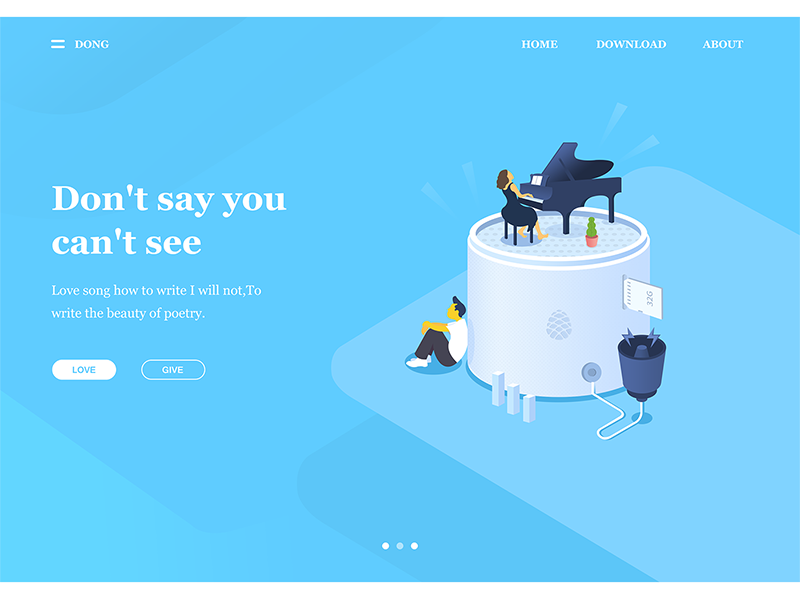 DONG
HOME
DOWNLOAD
ABOUT
Don't say you
can't see
Love song how to write I will not,To
write the beauty of poetry.
LOVE
GIVE
32G